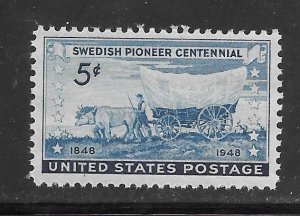 SWEDISH PIONEER CENTENNIAL
5¢
1848 1948
UNITED STATES POSTAGE